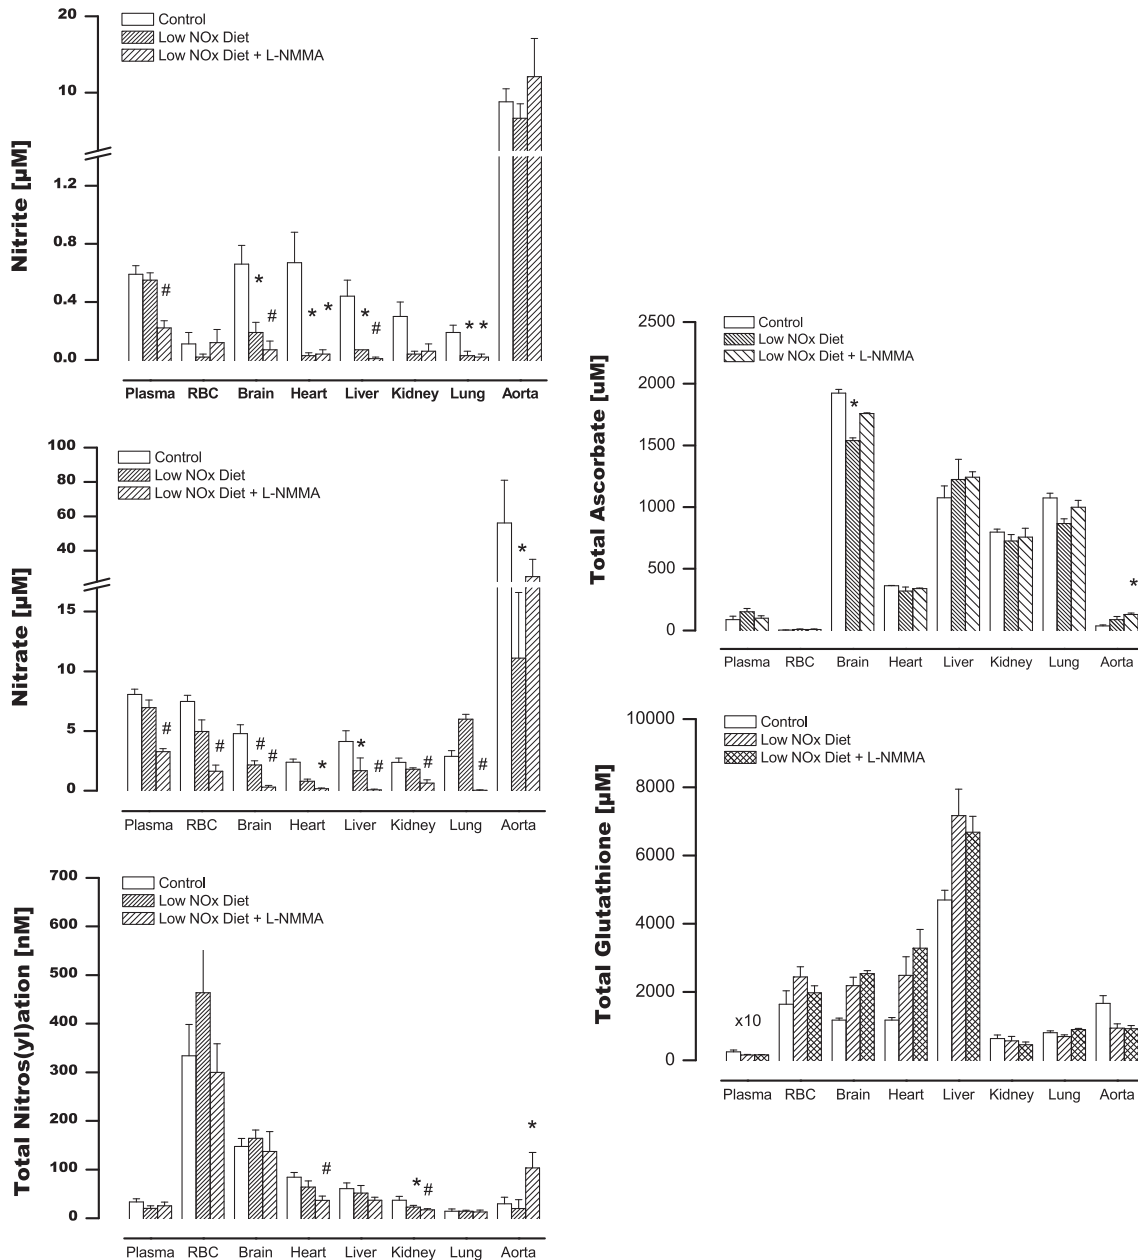 Nitrite [µM]
20
10
1.2
0.8
0.4
0.0
Control
Low NOx Diet
Low NOx Diet + L-NMMA
#
*
#
*
*
*
#
*
*
Plasma RBC Brain Heart Liver Kidney Lung Aorta
Nitrate [µM]
100
80
60
40
15
10
5
0
Control
Low NOx Diet
Low NOx Diet + L-NMMA
#
#
#
#
*
*
#
#
#
*
Plasma RBC Brain Heart Liver Kidney Lung Aorta
Total Nitros(yl)ation [nM]
700
600
500
400
300
200
100
0
Control
Low NOx Diet
Low NOx Diet + L-NMMA
#
*
#
*
Plasma RBC Brain Heart Liver Kidney Lung Aorta
Total Ascorbate [uM]
2500
2000
1500
1000
500
0
Control
Low NOx Diet
Low NOx Diet + L-NMMA
*
*
Plasma RBC Brain Heart Liver Kidney Lung Aorta
Total Glutathione [µM]
10000
8000
6000
4000
2000
0
Control
Low NOx Diet
Low NOx Diet + L-NMMA
x10
Plasma RBC Brain Heart Liver Kidney Lung Aorta